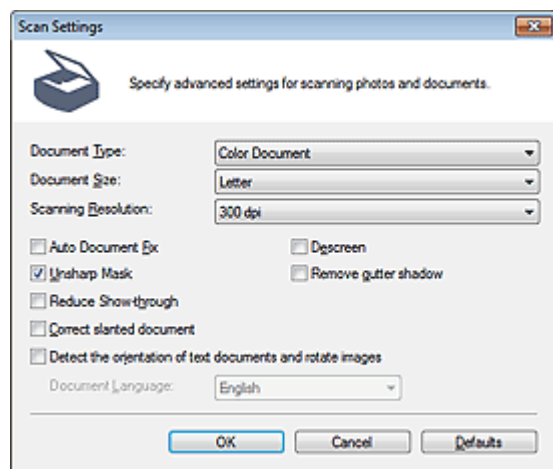 Scan Settings
Specify advanced settings for scanning photos and documents.
Document Type: Color Document
Document Size: Letter
Scanning Resolution: 300 dpi
Auto Document Fix Descreen
Unsharp Mask Remove gutter shadow
Reduce Show-through
Correct slanted document
Detect the orientation of text documents and rotate images
Document Language: English
OK Cancel Defaults